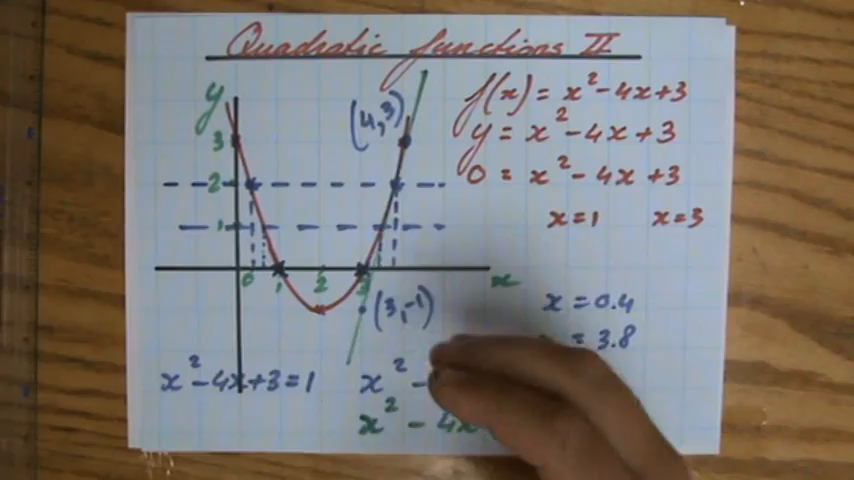 Quadratic functions II
y
3
2
1
0 1 2 3
x
(4,3)
(3,-1)
f(x) = x² - 4x + 3
y = x² - 4x + 3
0 = x² - 4x + 3
x = 1 x = 3
x = 0.4
= 3.8
x² - 4x + 3 = 1 x² -
x² - 4x